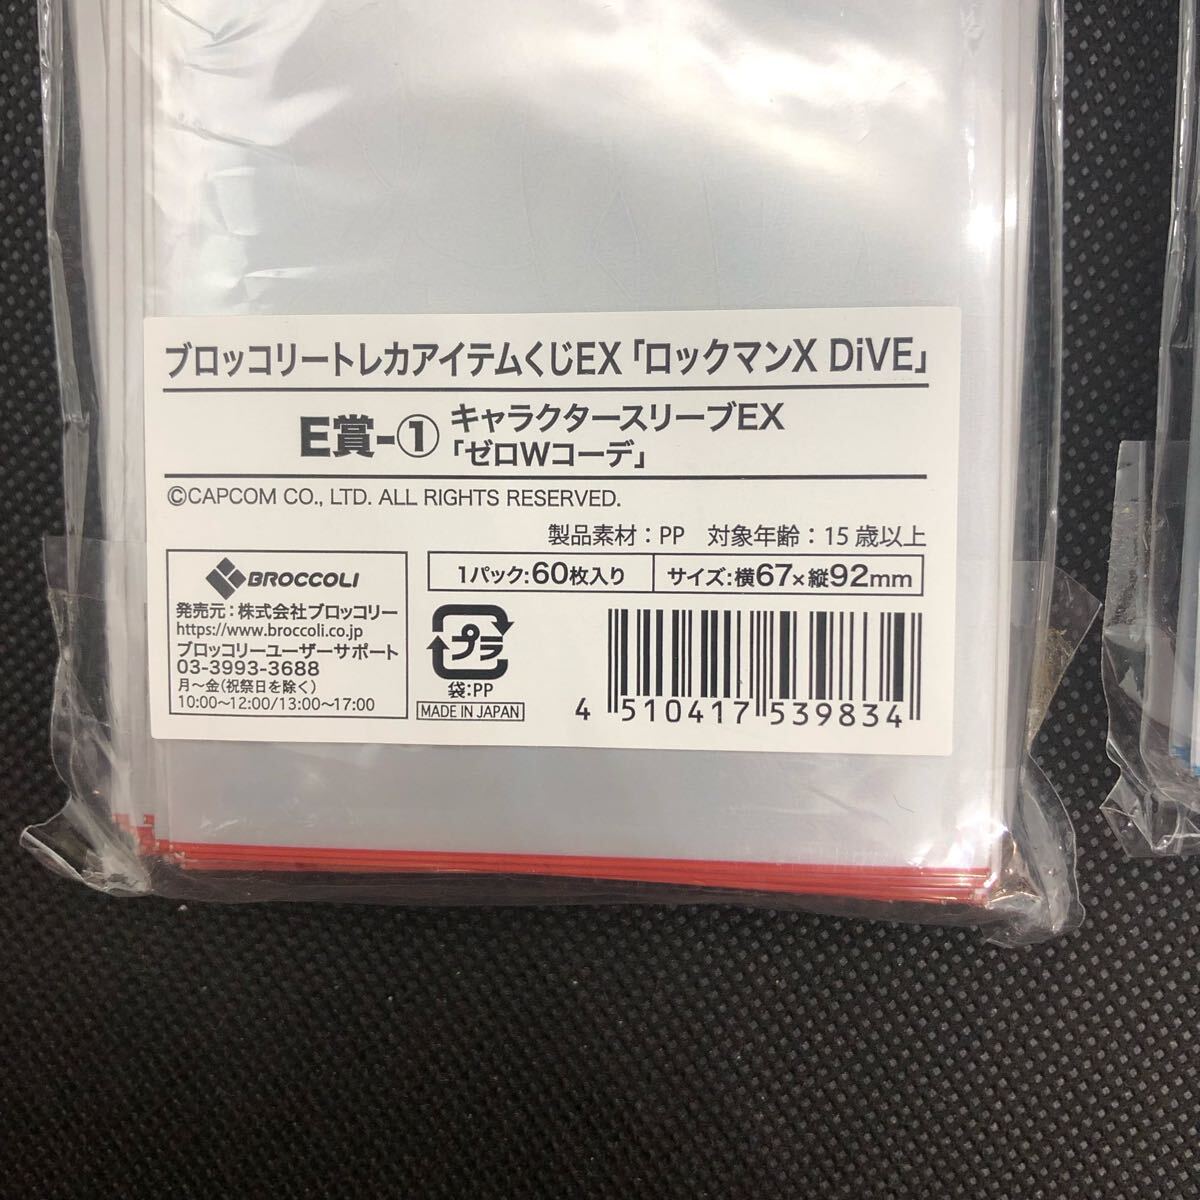 ブロッコリートレカアイテムくじEX「ロックマンX DiVE」
E賞-① キャラクタースリーブEX
「ゼロWコーデ」
©CAPCOM CO., LTD. ALL RIGHTS RESERVED.
製品素材：PP　対象年齢：15歳以上
1パック:60枚入り
サイズ:横67×縦92mm
BROCCOLI
発売元：株式会社ブロッコリー
https://www.broccoli.co.jp
ブロッコリーユーザーサポート
03-3993-3688
月～金(祝祭日を除く)
10:00～12:00/13:00～17:00
プラ
袋:PP
MADE IN JAPAN
4 510417 539834